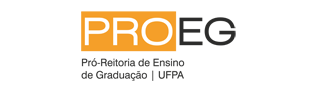 PROEG
Pró-Reitoria de Ensino
de Graduação | UFPA